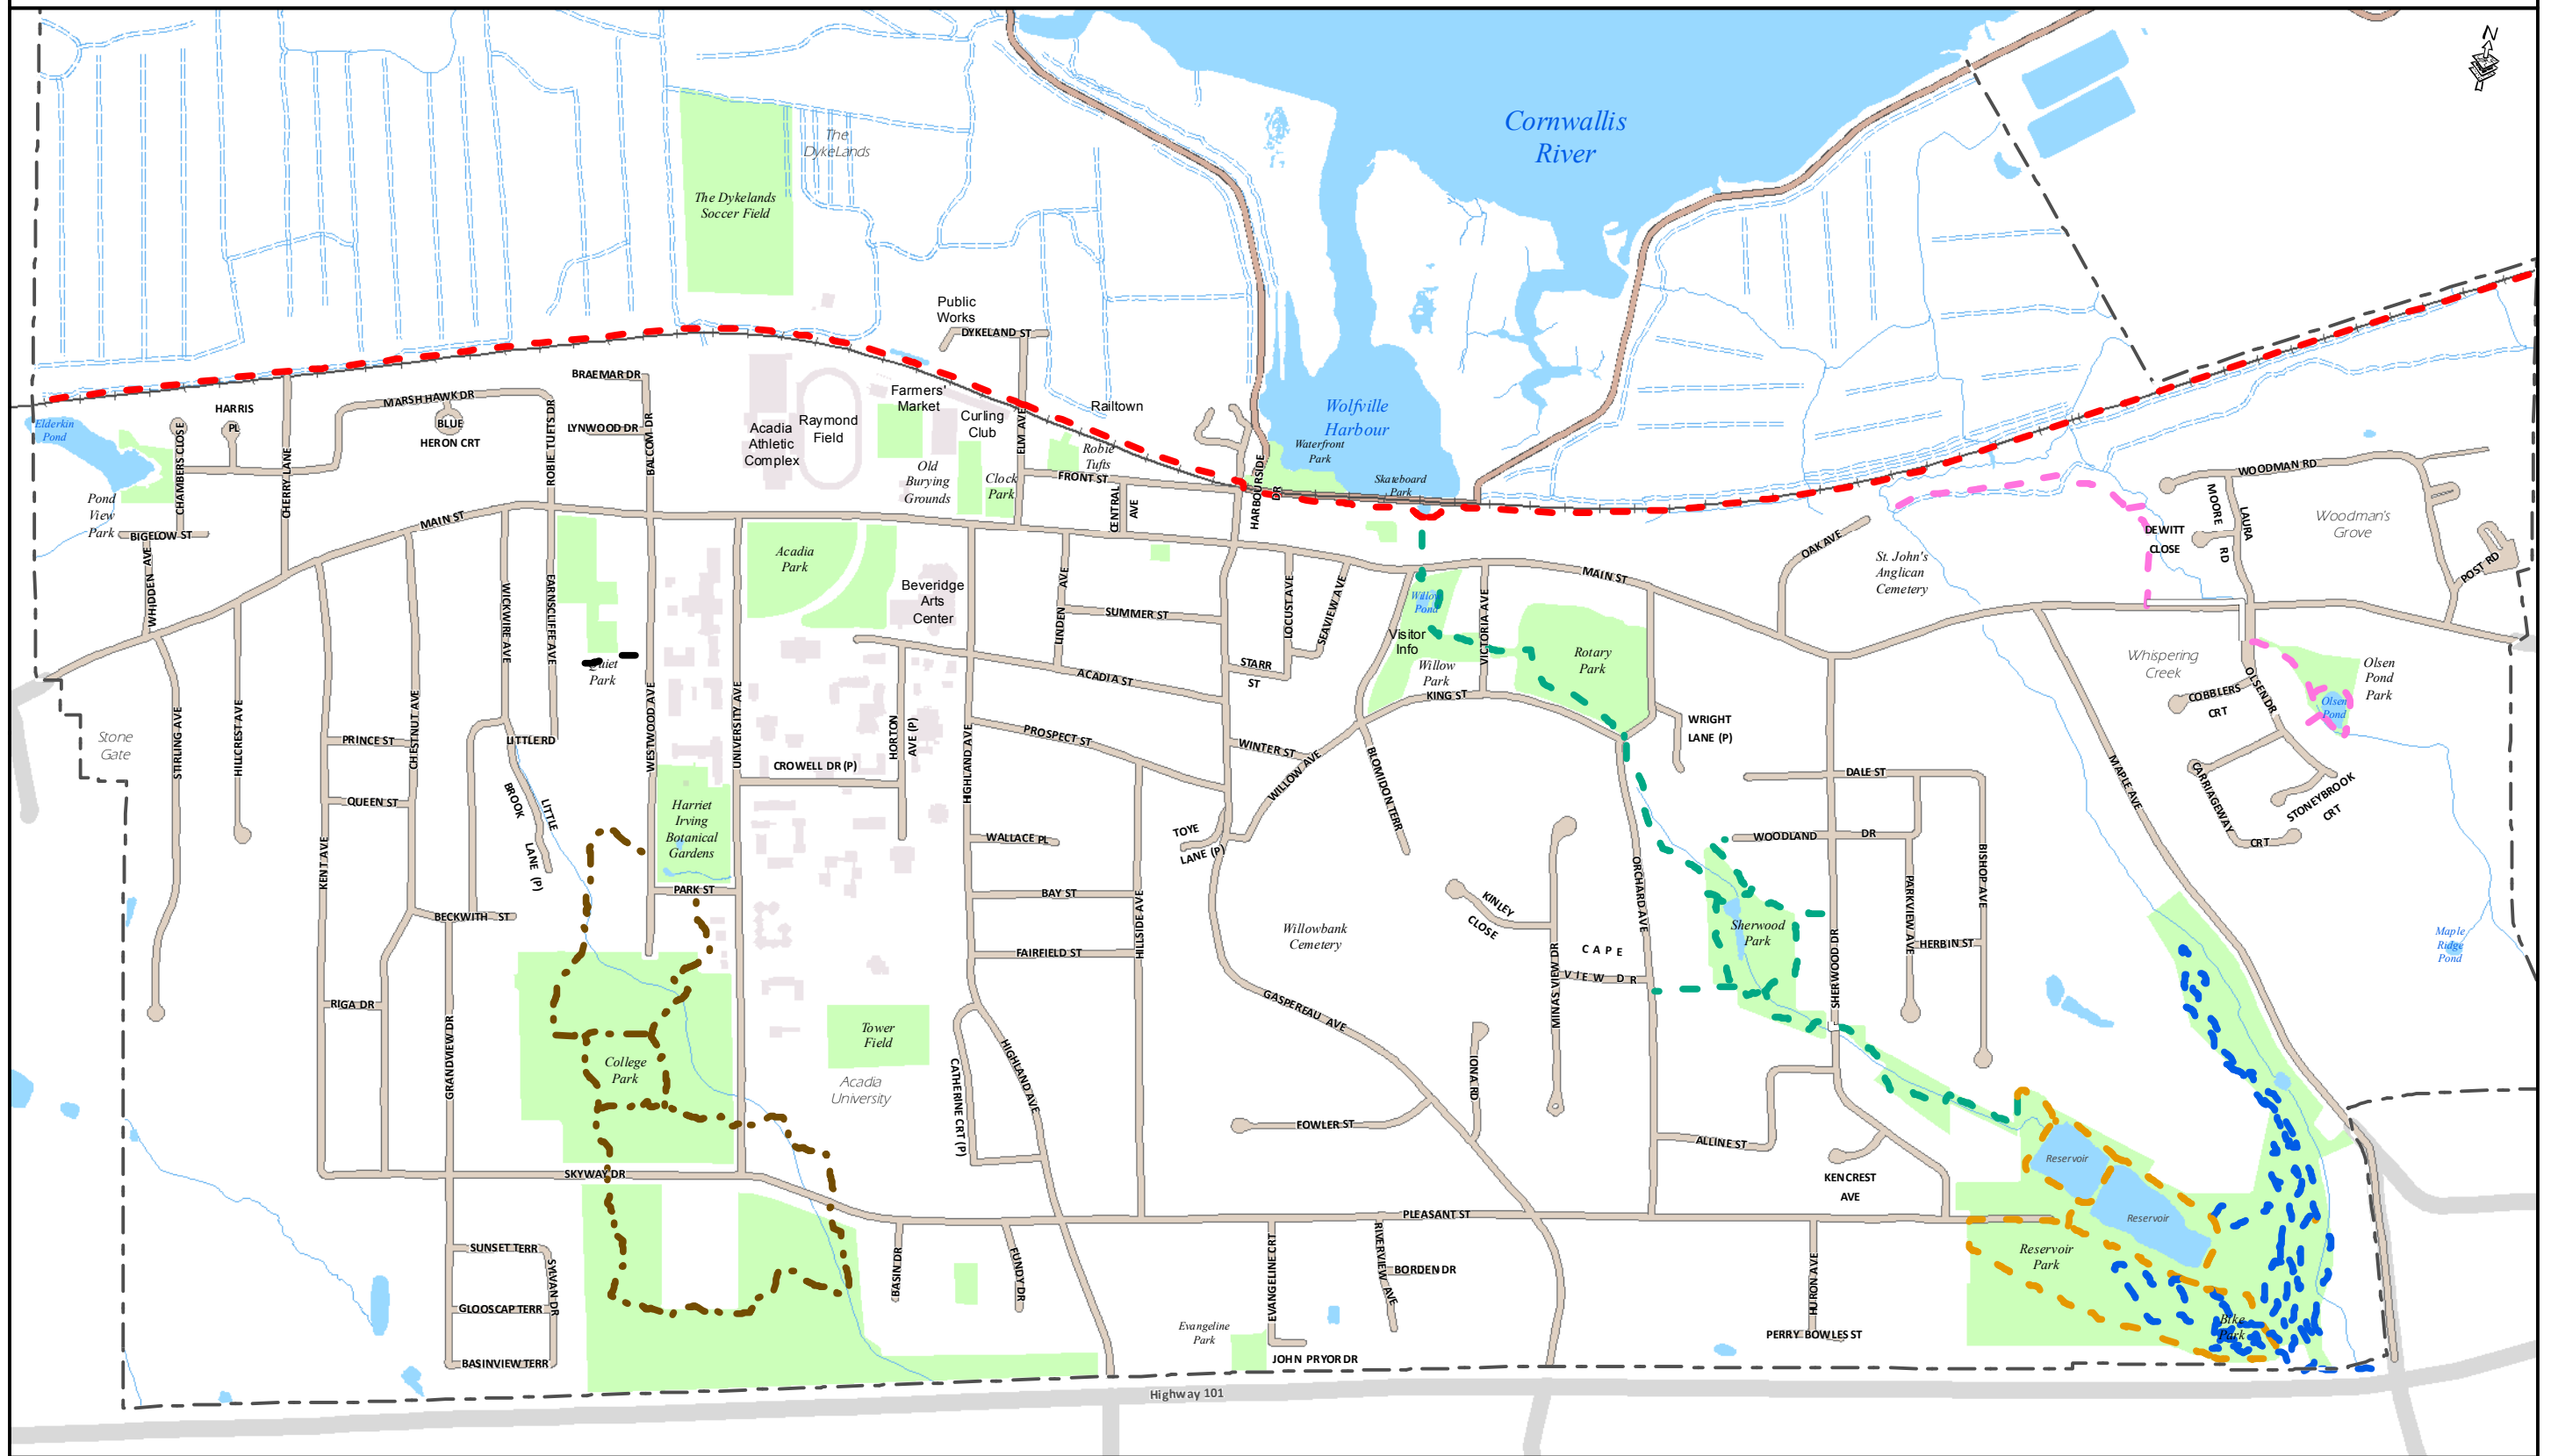 N
Cornwallis
River
The
DykeLands
The Dykelands
Soccer Field
Public
Works
DYKELAND ST
BRAEMAR DR
MARSH HAWK DR
HARRIS
PL
BLUE
HERON CRT
LYNWOOD DR
ROBIE TUFTS DR
BALCOM DR
Elderkin
Pond
CHAMBERS CLOSE
CHERRY LANE
Pond
View
Park
BIGELOW ST
WHIDDEN AVE
MAIN ST
Acadia
Athletic
Complex
Raymond
Field
Farmers'
Market
Curling
Club
ELM AVE
Railtown
Old
Burying
Grounds
Clock
Park
Robie
Tufts
FRONT ST
CENTRAL
AVE
HARBOURSIDE
DR
Wolfville
Harbour
Waterfront
Park
Skateboard
Park
WOODMAN RD
MOORE
LAURA
RD
DEWITT
CLOSE
Woodman's
Grove
POST RD
OAK AVE
St. John's
Anglican
Cemetery
MAIN ST
Acadia
Park
Beveridge
Arts
Center
WICKWIRE AVE
EARNSCLIFFE AVE
Quiet
Park
LINDEN AVE
SUMMER ST
LOCUST AVE
SEAVIEW AVE
Willow
Pond
Visitor
Info
Willow
Park
VICTORIA AVE
Rotary
Park
STARR
ST
KING ST
ACADIA ST
Whispering
Creek
COBBLERS
CRT
OLSEN DR
Olsen
Pond
Park
Olsen
Pond
Stone
Gate
STIRLING AVE
HILLCREST AVE
PRINCE ST
CHESTNUT AVE
LITTLE RD
WESTWOOD AVE
UNIVERSITY AVE
HORTON
AVE (P)
HIGHLAND AVE
PROSPECT ST
WINTER ST
WILLOW AVE
BLOMIDON TERR
WRIGHT
LANE (P)
CROWELL DR (P)
DALE ST
MAPLE AVE
CARRIAGEWAY
CRT
STONEYBROOK
CRT
QUEEN ST
LITTLE
BROOK
LANE (P)
Harriet
Irving
Botanical
Gardens
KENT AVE
WALLACE PL
TOYE
LANE (P)
WOODLAND DR
PARK ST
BAY ST
HILLSIDE AVE
BECKWITH ST
KINLEY
CLOSE
ORCHARD AVE
PARKVIEW AVE
BISHOP AVE
Willowbank
Cemetery
Sherwood
Park
HERBIN ST
Maple
Ridge
Pond
FAIRFIELD ST
CAPE
VIEW DR
MINAS VIEW DR
SHERWOOD DR
RIGA DR
GRANDVIEW DR
GASPEREAU AVE
Tower
Field
College
Park
Acadia
University
CATHERINE CRT (P)
HIGHLAND AVE
IONA RD
FOWLER ST
ALLINE ST
KENCREST
AVE
Reservoir
SKYWAY DR
PLEASANT ST
Reservoir
SUNSET TERR
SYLVAN DR
BASIN DR
FUNDY DR
EVANGELINE CRT
RIVERVIEW AVE
BORDEN DR
HURON AVE
Reservoir
Park
GLOOSCAP TERR
Evangeline
Park
PERRY BOWLES ST
Bike
Park
BASINVIEW TERR
JOHN PRYOR DR
Highway 101